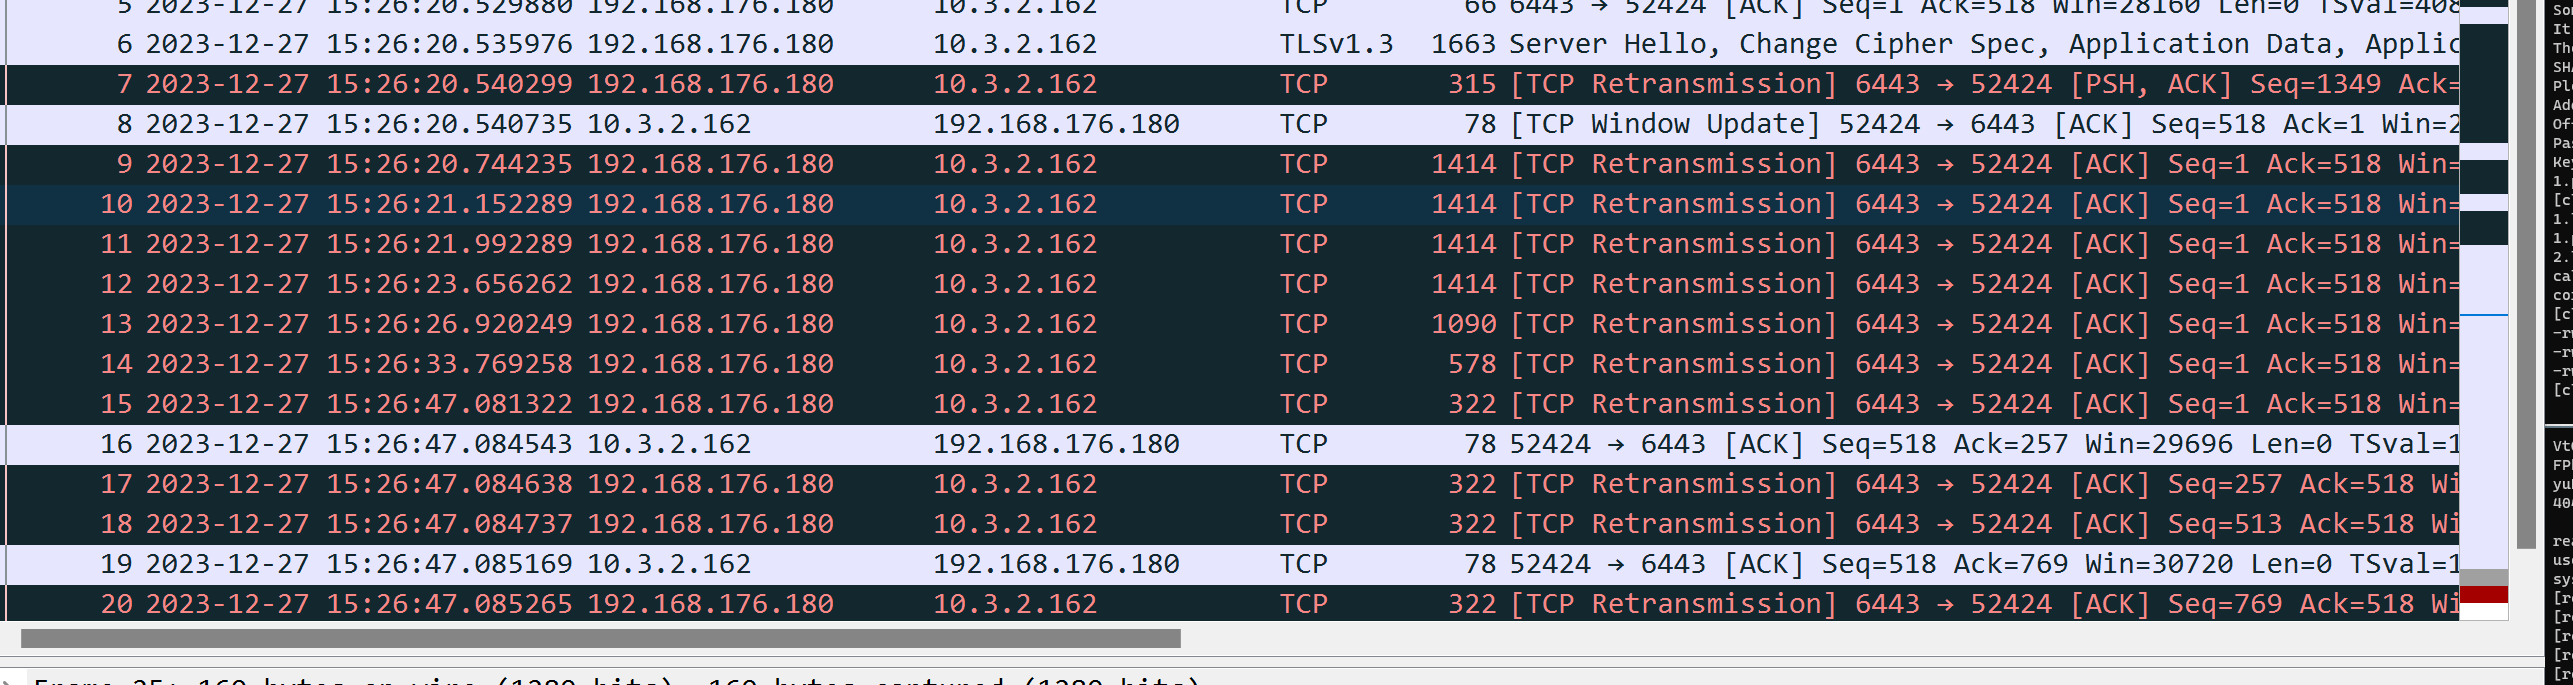 5 2023-12-27 15:26:20.529880 192.168.176.180 10.3.2.162 TCP 66 6443 → 52424 [ACK] Seq=1 Ack=518 Win=28160 Len=0 TSval=408
6 2023-12-27 15:26:20.535976 192.168.176.180 10.3.2.162 TLSv1.3 1663 Server Hello, Change Cipher Spec, Application Data, Applic
7 2023-12-27 15:26:20.540299 192.168.176.180 10.3.2.162 TCP 315 [TCP Retransmission] 6443 → 52424 [PSH, ACK] Seq=1349 Ack=
8 2023-12-27 15:26:20.540735 10.3.2.162 192.168.176.180 TCP 78 [TCP Window Update] 52424 → 6443 [ACK] Seq=518 Ack=1 Win=2
9 2023-12-27 15:26:20.744235 192.168.176.180 10.3.2.162 TCP 1414 [TCP Retransmission] 6443 → 52424 [ACK] Seq=1 Ack=518 Win=
10 2023-12-27 15:26:21.152289 192.168.176.180 10.3.2.162 TCP 1414 [TCP Retransmission] 6443 → 52424 [ACK] Seq=1 Ack=518 Win=
11 2023-12-27 15:26:21.992289 192.168.176.180 10.3.2.162 TCP 1414 [TCP Retransmission] 6443 → 52424 [ACK] Seq=1 Ack=518 Win=
12 2023-12-27 15:26:23.656262 192.168.176.180 10.3.2.162 TCP 1414 [TCP Retransmission] 6443 → 52424 [ACK] Seq=1 Ack=518 Win=
13 2023-12-27 15:26:26.920249 192.168.176.180 10.3.2.162 TCP 1090 [TCP Retransmission] 6443 → 52424 [ACK] Seq=1 Ack=518 Win=
14 2023-12-27 15:26:33.769258 192.168.176.180 10.3.2.162 TCP 578 [TCP Retransmission] 6443 → 52424 [ACK] Seq=1 Ack=518 Win=
15 2023-12-27 15:26:47.081322 192.168.176.180 10.3.2.162 TCP 322 [TCP Retransmission] 6443 → 52424 [ACK] Seq=1 Ack=518 Win=
16 2023-12-27 15:26:47.084543 10.3.2.162 192.168.176.180 TCP 78 52424 → 6443 [ACK] Seq=518 Ack=257 Win=29696 Len=0 TSval=1
17 2023-12-27 15:26:47.084638 192.168.176.180 10.3.2.162 TCP 322 [TCP Retransmission] 6443 → 52424 [ACK] Seq=257 Ack=518 Wi
18 2023-12-27 15:26:47.084737 192.168.176.180 10.3.2.162 TCP 322 [TCP Retransmission] 6443 → 52424 [ACK] Seq=513 Ack=518 Wi
19 2023-12-27 15:26:47.085169 10.3.2.162 192.168.176.180 TCP 78 52424 → 6443 [ACK] Seq=518 Ack=769 Win=30720 Len=0 TSval=1
20 2023-12-27 15:26:47.085265 192.168.176.180 10.3.2.162 TCP 322 [TCP Retransmission] 6443 → 52424 [ACK] Seq=769 Ack=518 Wi